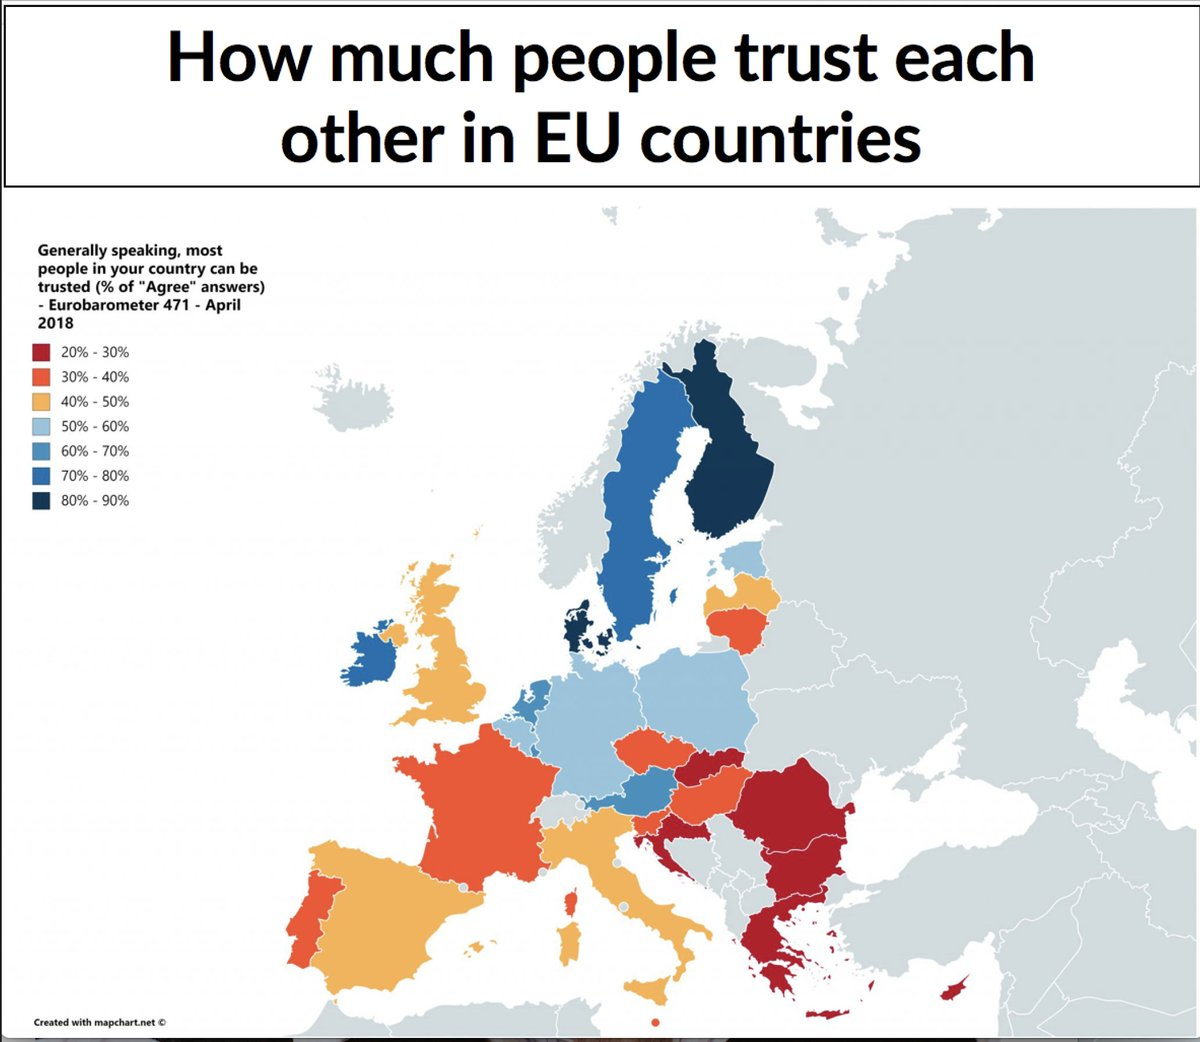 How much people trust each
other in EU countries
Generally speaking, most
people in your country can be
trusted (% of "Agree" answers)
- Eurobarometer 471 - April
2018
20% - 30%
30% - 40%
40% - 50%
50% - 60%
60% - 70%
70% - 80%
80% - 90%
Created with mapchart.net ©